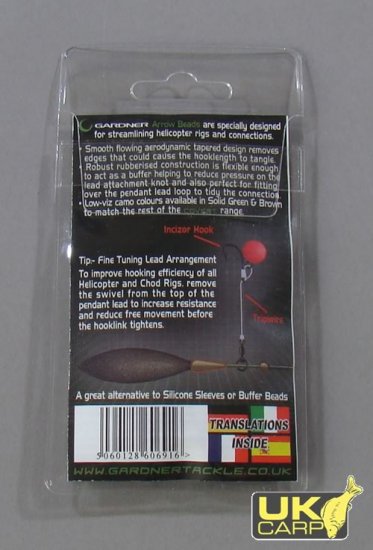 GARDNER Arrow Beads are specially designed
for streamlining helicopter rigs and connections.
• Smooth flowing aerodynamic tapered design removes
edges that could cause the hooklength to tangle.
• Robust rubberised construction is flexible enough
to act as a buffer helping to reduce pressure on the
lead attachment knot and also perfect for fitting
over the pendant lead loop to tidy the connection.
• Low-viz camo colours available in Solid Green & Brown
to match the rest of the COVERT range.
Incizor Hook
Tip:- Fine Tuning Lead Arrangement
To improve hooking efficiency of all
Helicopter and Chod Rigs, remove
the swivel from the top of the
pendant lead to increase resistance
and reduce free movement before
the hooklink tightens.
Trickwire
A great alternative to Silicone Sleeves or Buffer Beads
5 060128 606916 >
TRANSLATIONS
INSIDE
WWW.GARDNERTACKLE.CO.UK
UK
CARP